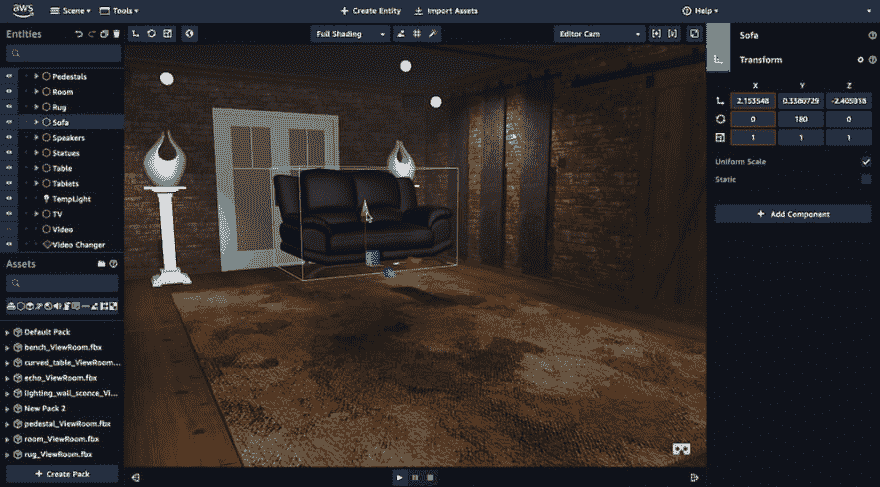 aws
Scene
Tools
Create Entity
Import Assets
Help
Entities
Full Shading
Editor Cam
Sofa
Transform
Pedestals
Room
Rug
Sofa
Speakers
Statues
Table
Tablets
TempLight
TV
Video
Video Changer
X Y Z
2.153548 0.3380729 -2.405918
0 180 0
1 1 1
Uniform Scale
Static
Add Component
Assets
Default Pack
bench_ViewRoom.fbx
curved_table_ViewRoom...
echo_ViewRoom.fbx
lighting_wall_sconce_Vi...
New Pack 2
pedestal_ViewRoom.fbx
room_ViewRoom.fbx
rug_ViewRoom.fbx
Create Pack